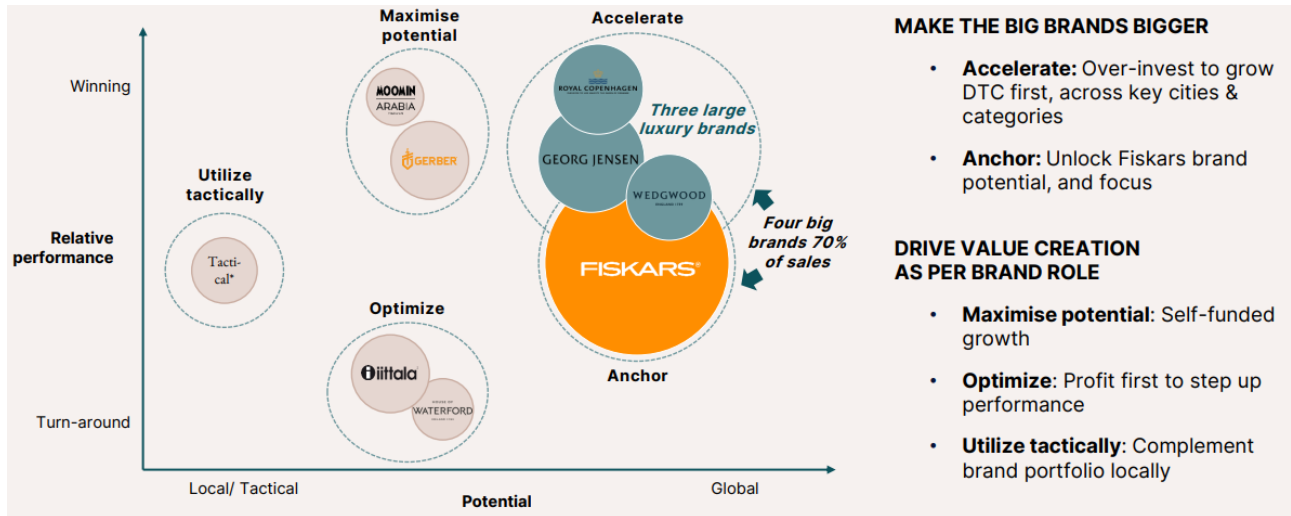 Maximise
potential
Accelerate
Winning
MOOMIN
ARABIA
GERBER
ROYAL COPENHAGEN
Three large
luxury brands
GEORG JENSEN
WEDGWOOD
Utilize
tactically
Relative
performance
Tacti-
cal*
FISKARS®
Four big
brands 70%
of sales
Optimize
iittala
HOUSE OF
WATERFORD
Anchor
Turn-around
Local/ Tactical
Potential
Global
MAKE THE BIG BRANDS BIGGER
• Accelerate: Over-invest to grow
DTC first, across key cities &
categories
• Anchor: Unlock Fiskars brand
potential, and focus
DRIVE VALUE CREATION
AS PER BRAND ROLE
• Maximise potential: Self-funded
growth
• Optimize: Profit first to step up
performance
• Utilize tactically: Complement
brand portfolio locally